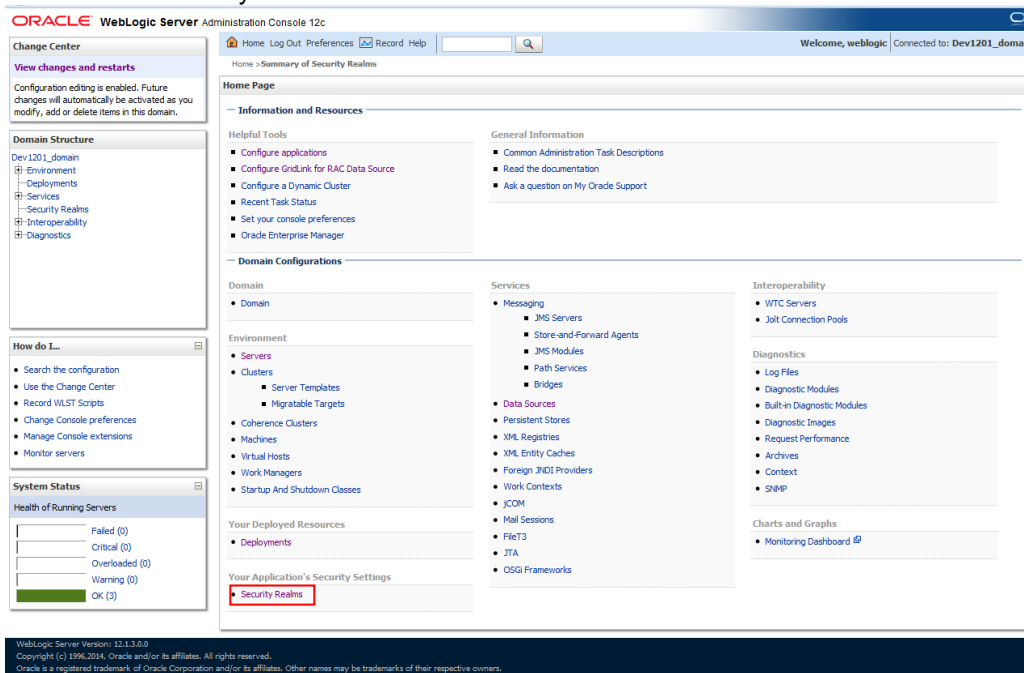 ORACLE WebLogic Server Administration Console 12c
Change Center
View changes and restarts
Configuration editing is enabled. Future
changes will automatically be activated as you
modify, add or delete items in this domain.
Domain Structure
Dev1201_domain
Environment
Deployments
Services
Security Realms
Interoperability
Diagnostics
How do I...
Search the configuration
Use the Change Center
Record WLST Scripts
Change Console preferences
Manage Console extensions
Monitor servers
System Status
Health of Running Servers
Failed (0)
Critical (0)
Overloaded (0)
Warning (0)
OK (3)
Home Log Out Preferences Record Help
Welcome, weblogic Connected to: Dev1201_doma
Home >Summary of Security Realms
Home Page
Information and Resources
Helpful Tools
Configure applications
Configure GridLink for RAC Data Source
Configure a Dynamic Cluster
Recent Task Status
Set your console preferences
Oracle Enterprise Manager
General Information
Common Administration Task Descriptions
Read the documentation
Ask a question on My Oracle Support
Domain Configurations
Domain
Domain
Environment
Servers
Clusters
Server Templates
Migratable Targets
Coherence Clusters
Machines
Virtual Hosts
Work Managers
Startup And Shutdown Classes
Your Deployed Resources
Deployments
Your Application's Security Settings
Security Realms
Services
Messaging
JMS Servers
Store-and-Forward Agents
JMS Modules
Path Services
Bridges
Data Sources
Persistent Stores
XML Registries
XML Entity Caches
Foreign JNDI Providers
Work Contexts
jCOM
Mail Sessions
FileT3
JTA
OSGi Frameworks
Interoperability
WTC Servers
Jolt Connection Pools
Diagnostics
Log Files
Diagnostic Modules
Built-in Diagnostic Modules
Diagnostic Images
Request Performance
Archives
Context
SNMP
Charts and Graphs
Monitoring Dashboard
WebLogic Server Version: 12.1.3.0.0
Copyright (c) 1996,2014, Oracle and/or its affiliates. All rights reserved.
Oracle is a registered trademark of Oracle Corporation and/or its affiliates. Other names may be trademarks of their respective owners.